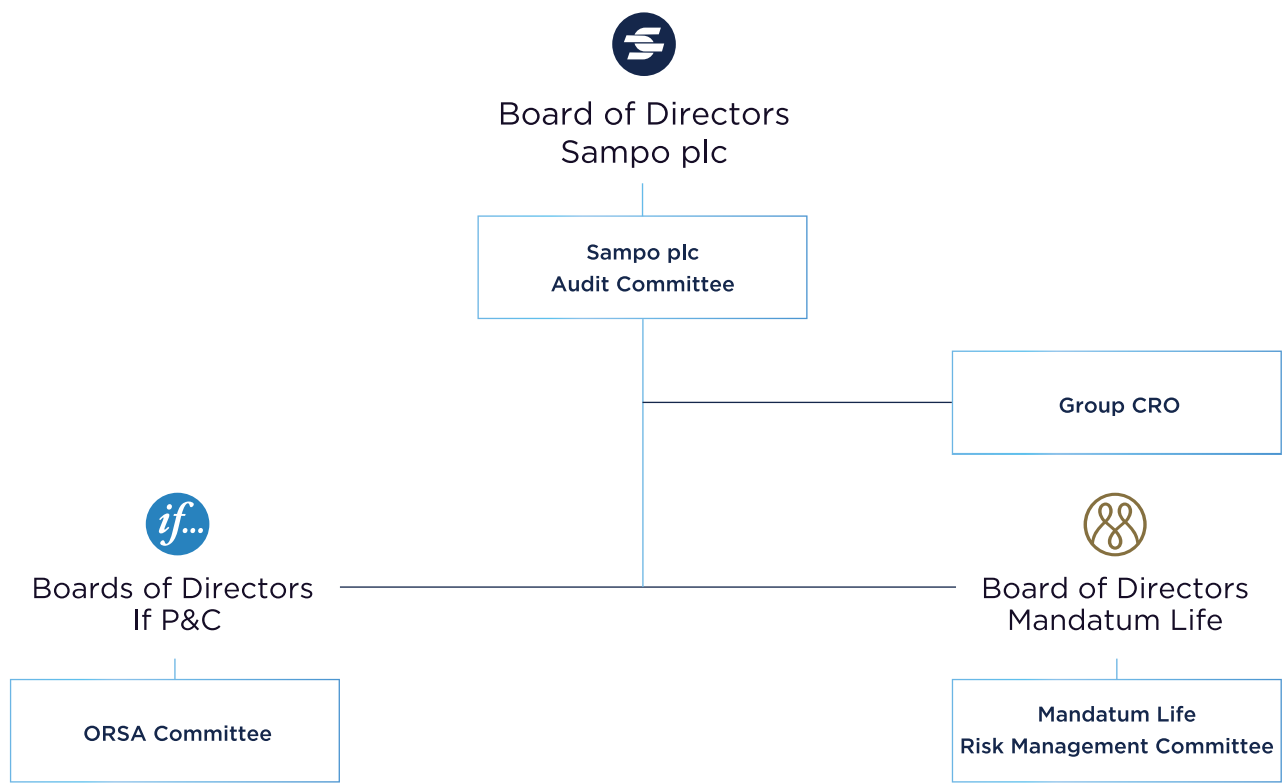 Board of Directors
Sampo plc
Sampo plc
Audit Committee
Group CRO
if...
Boards of Directors
If P&C
Board of Directors
Mandatum Life
ORSA Committee
Mandatum Life
Risk Management Committee